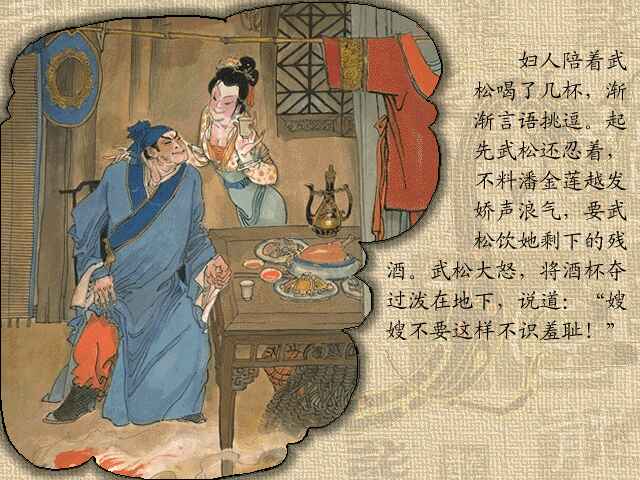 妇人陪着武
松喝了几杯，渐
渐言语挑逗。起
先武松还忍着，
不料潘金莲越发
娇声浪气，要武
松饮她剩下的残
酒。武松大怒，将酒杯夺
过泼在地下，说道：“嫂
嫂不要这样不识羞耻！”